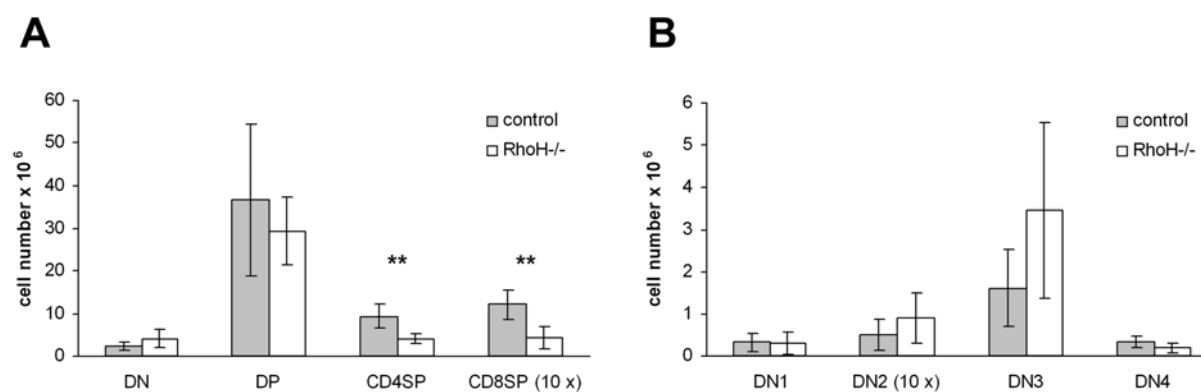 A
cell number x 10⁶
60
50
40
30
20
10
0
control
RhoH-/-
**
**
DN
DP
CD4SP
CD8SP (10 x)
B
cell number x 10⁶
6
5
4
3
2
1
0
control
RhoH-/-
DN1
DN2 (10 x)
DN3
DN4